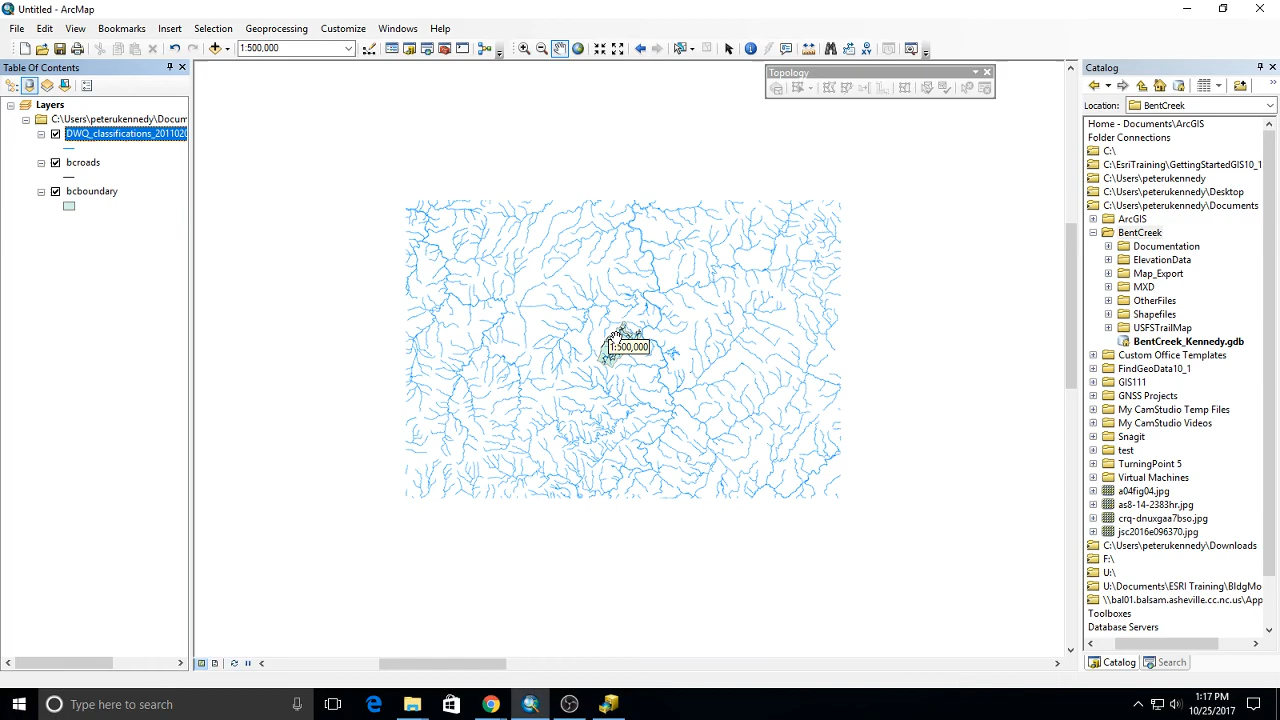 Untitled - ArcMap
File Edit View Bookmarks Insert Selection Geoprocessing Customize Windows Help
1:500,000
Table Of Contents
Layers
C:\Users\peterukennedy\Docum
DWQ_classifications_2011020
bcroads
bcboundary
Topology
1:500,000
Catalog
Location: BentCreek
Home - Documents\ArcGIS
Folder Connections
C:\
C:\EsriTraining\GettingStartedGIS10_1
C:\Users\peterukennedy
C:\Users\peterukennedy\Desktop
C:\Users\peterukennedy\Documents
ArcGIS
BentCreek
Documentation
ElevationData
Map_Export
MXD
OtherFiles
Shapefiles
USFSTrailMap
BentCreek_Kennedy.gdb
Custom Office Templates
FindGeoData10_1
GIS111
GNSS Projects
My CamStudio Temp Files
My CamStudio Videos
Snagit
test
TurningPoint 5
Virtual Machines
a04fig04.jpg
as8-14-2383hr.jpg
crq-dnuxgaa7bso.jpg
jsc2016e096370.jpg
C:\Users\peterukennedy\Downloads
F:\
U:\
U:\Documents\ESRI Training\BldgMo
\\bal01.balsam.asheville.cc.nc.us\App
Toolboxes
Database Servers
Catalog Search
Type here to search
1:17 PM
10/25/2017